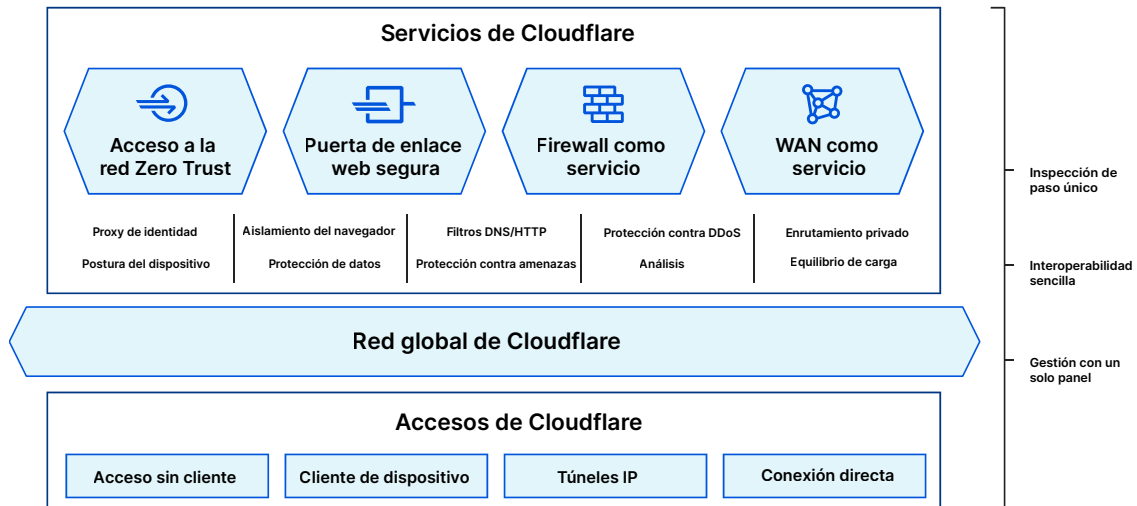 Servicios de Cloudflare
Acceso a la
red Zero Trust
Puerta de enlace
web segura
Firewall como
servicio
WAN como
servicio
Proxy de identidad
Postura del dispositivo
Aislamiento del navegador
Protección de datos
Filtros DNS/HTTP
Protección contra amenazas
Protección contra DDoS
Análisis
Enrutamiento privado
Equilibrio de carga
Red global de Cloudflare
Accesos de Cloudflare
Acceso sin cliente
Cliente de dispositivo
Túneles IP
Conexión directa
Inspección de
paso único
Interoperabilidad
sencilla
Gestión con un
solo panel